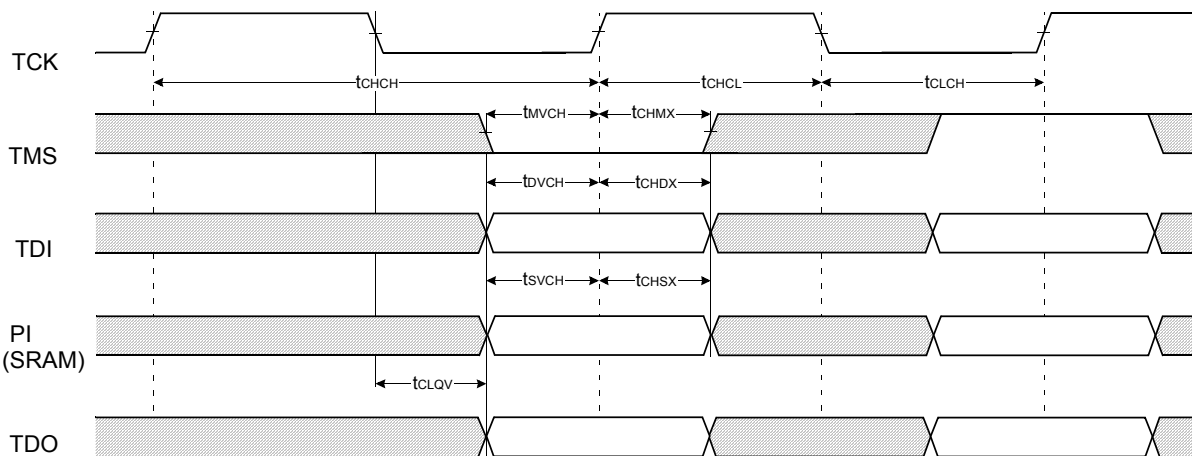 TCK
tCHCH
tCHCL
tCLCH
tMVCH
tCHMX
TMS
tDVCH
tCHDX
TDI
tSVCH
tCHSX
PI
(SRAM)
tCLQV
TDO